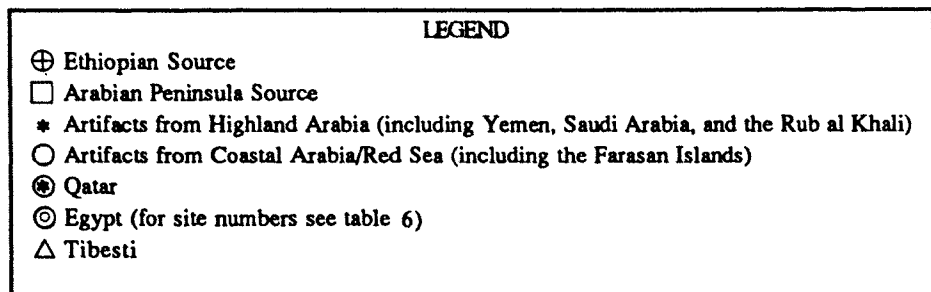 LEGEND
Ethiopian Source
Arabian Peninsula Source
Artifacts from Highland Arabia (including Yemen, Saudi Arabia, and the Rub al Khali)
Artifacts from Coastal Arabia/Red Sea (including the Farasan Islands)
Qatar
Egypt (for site numbers see table 6)
Tibesti